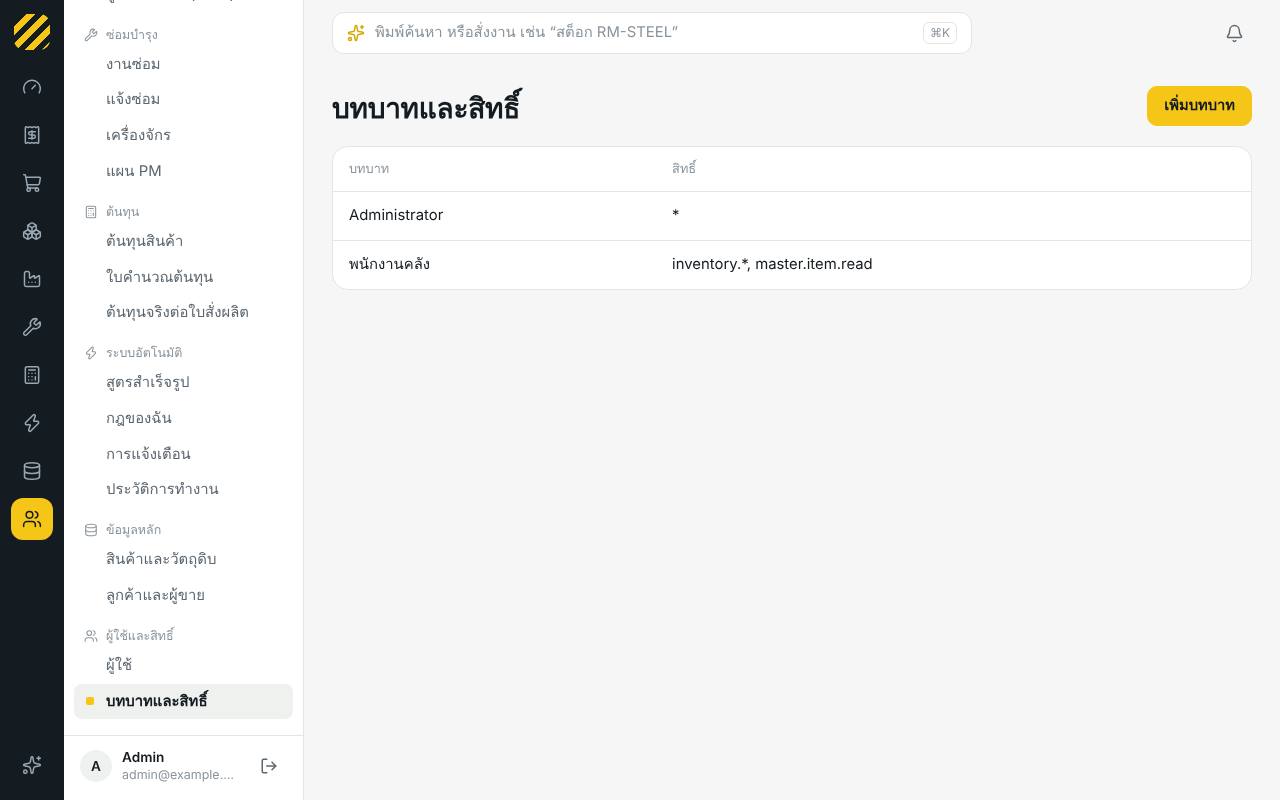 ซ่อมบำรุง
งานซ่อม
แจ้งซ่อม
เครื่องจักร
แผน PM
ต้นทุน
ต้นทุนสินค้า
ใบคำนวณต้นทุน
ต้นทุนจริงต่อใบสั่งผลิต
ระบบอัตโนมัติ
สูตรสำเร็จรูป
กฎของฉัน
การแจ้งเตือน
ประวัติการทำงาน
ข้อมูลหลัก
สินค้าและวัตถุดิบ
ลูกค้าและผู้ขาย
ผู้ใช้และสิทธิ์
ผู้ใช้
บทบาทและสิทธิ์
A
Admin
admin@example....
พิมพ์ค้นหา หรือสั่งงาน เช่น “สต็อก RM-STEEL”
⌘K
บทบาทและสิทธิ์
เพิ่มบทบาท
บทบาท สิทธิ์
Administrator *
พนักงานคลัง inventory.*, master.item.read